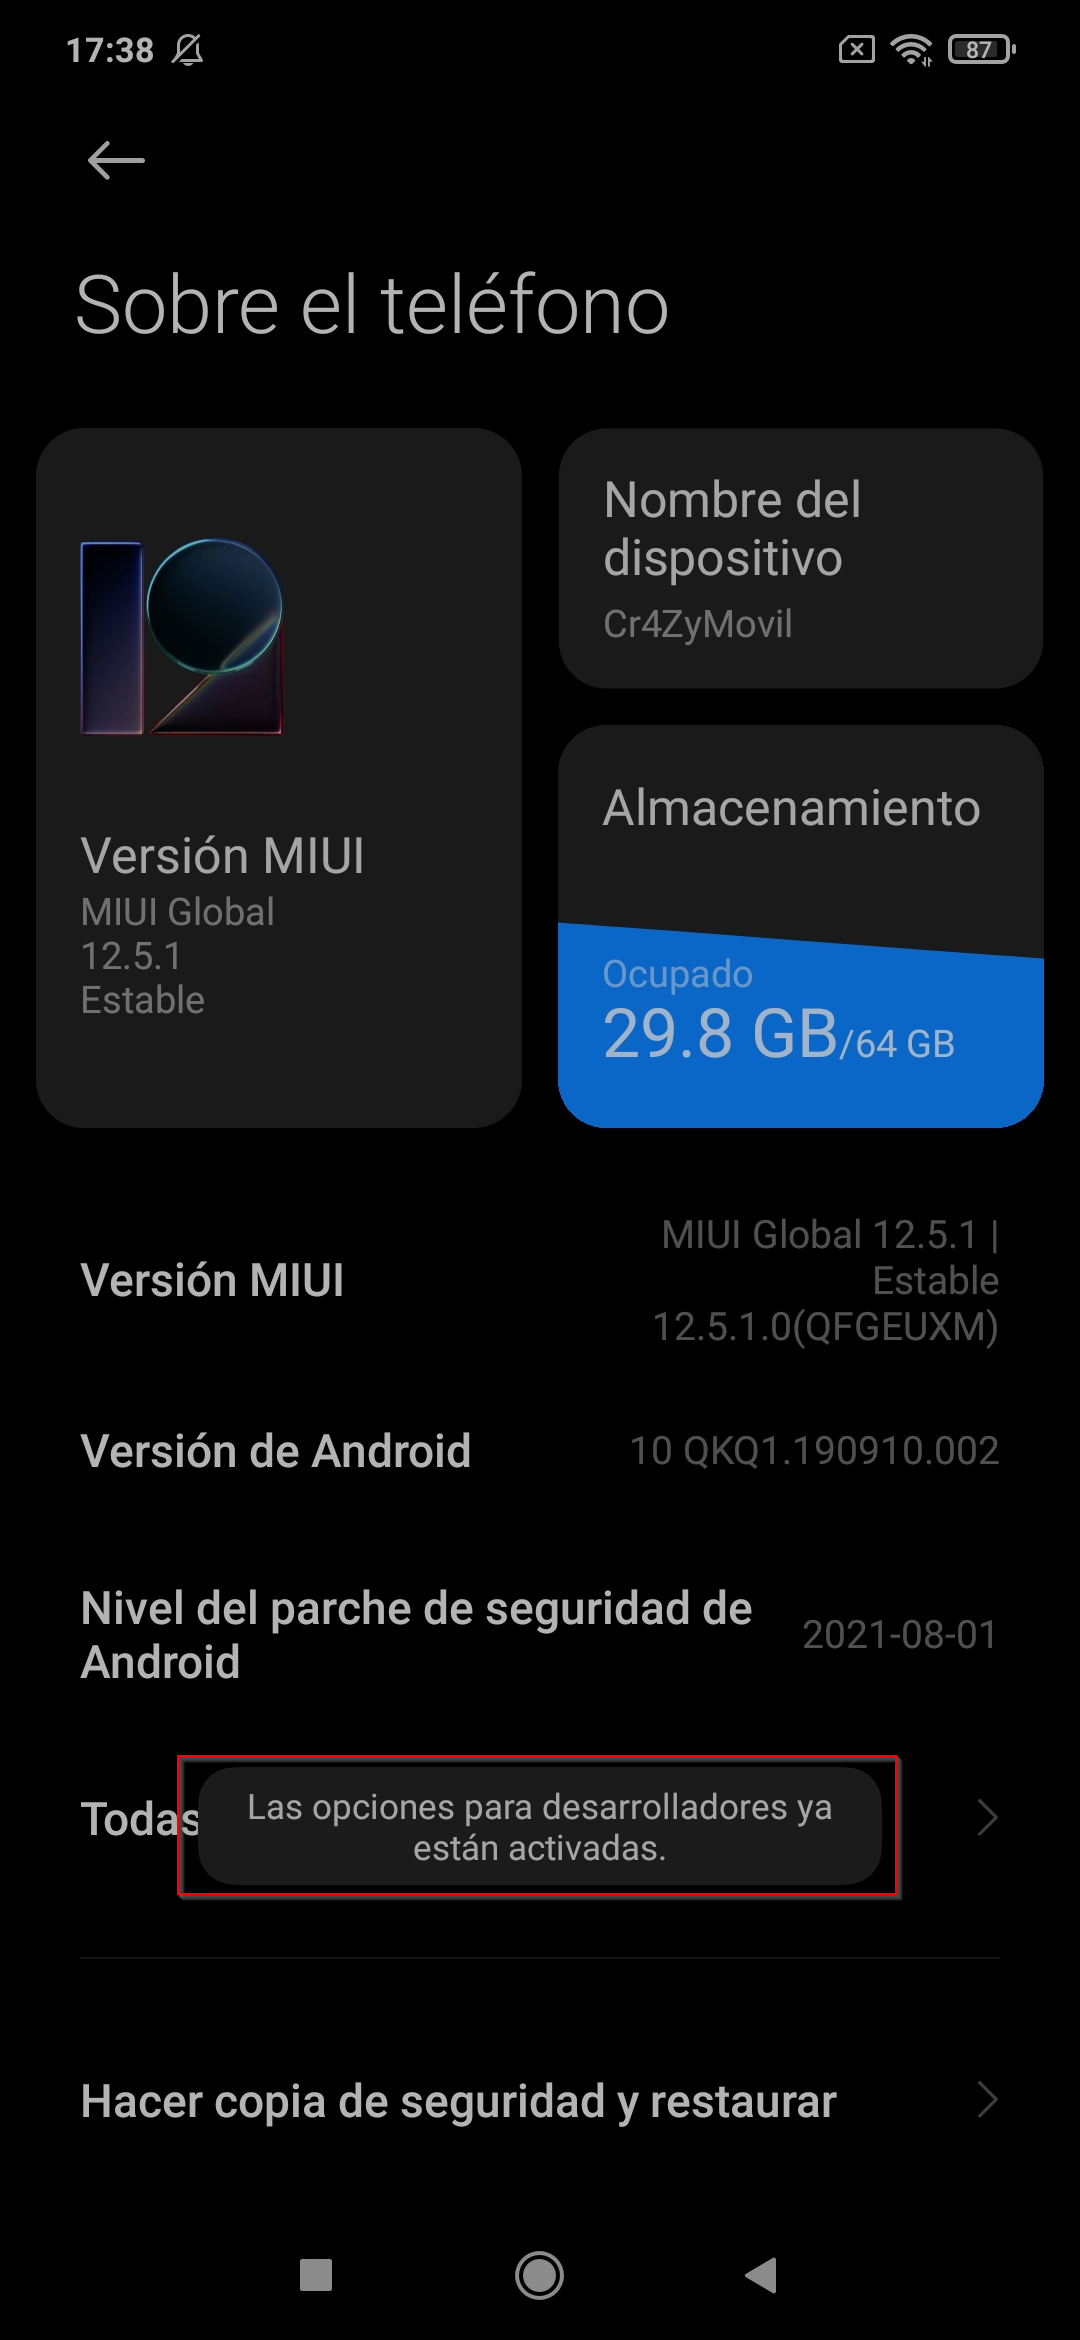 17:38
87
Sobre el teléfono
12
Versión MIUI
MIUI Global
12.5.1
Estable
Nombre del
dispositivo
Cr4ZyMovil
Almacenamiento
Ocupado
29.8 GB/64 GB
Versión MIUI
MIUI Global 12.5.1 |
Estable
12.5.1.0(QFGEUXM)
Versión de Android
10 QKQ1.190910.002
Nivel del parche de seguridad de
Android
2021-08-01
Todas
Las opciones para desarrolladores ya
están activadas.
Hacer copia de seguridad y restaurar